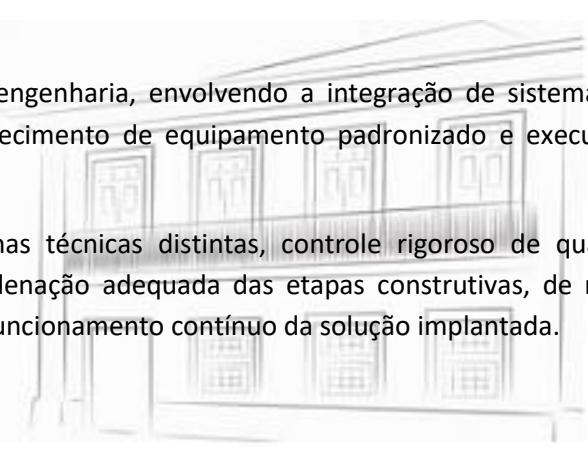 engenharia, envolvendo a integração de sistema
ecimento de equipamento padronizado e execu
nas técnicas distintas, controle rigoroso de qua
denação adequada das etapas construtivas, de
uncionamento contínuo da solução implantada.